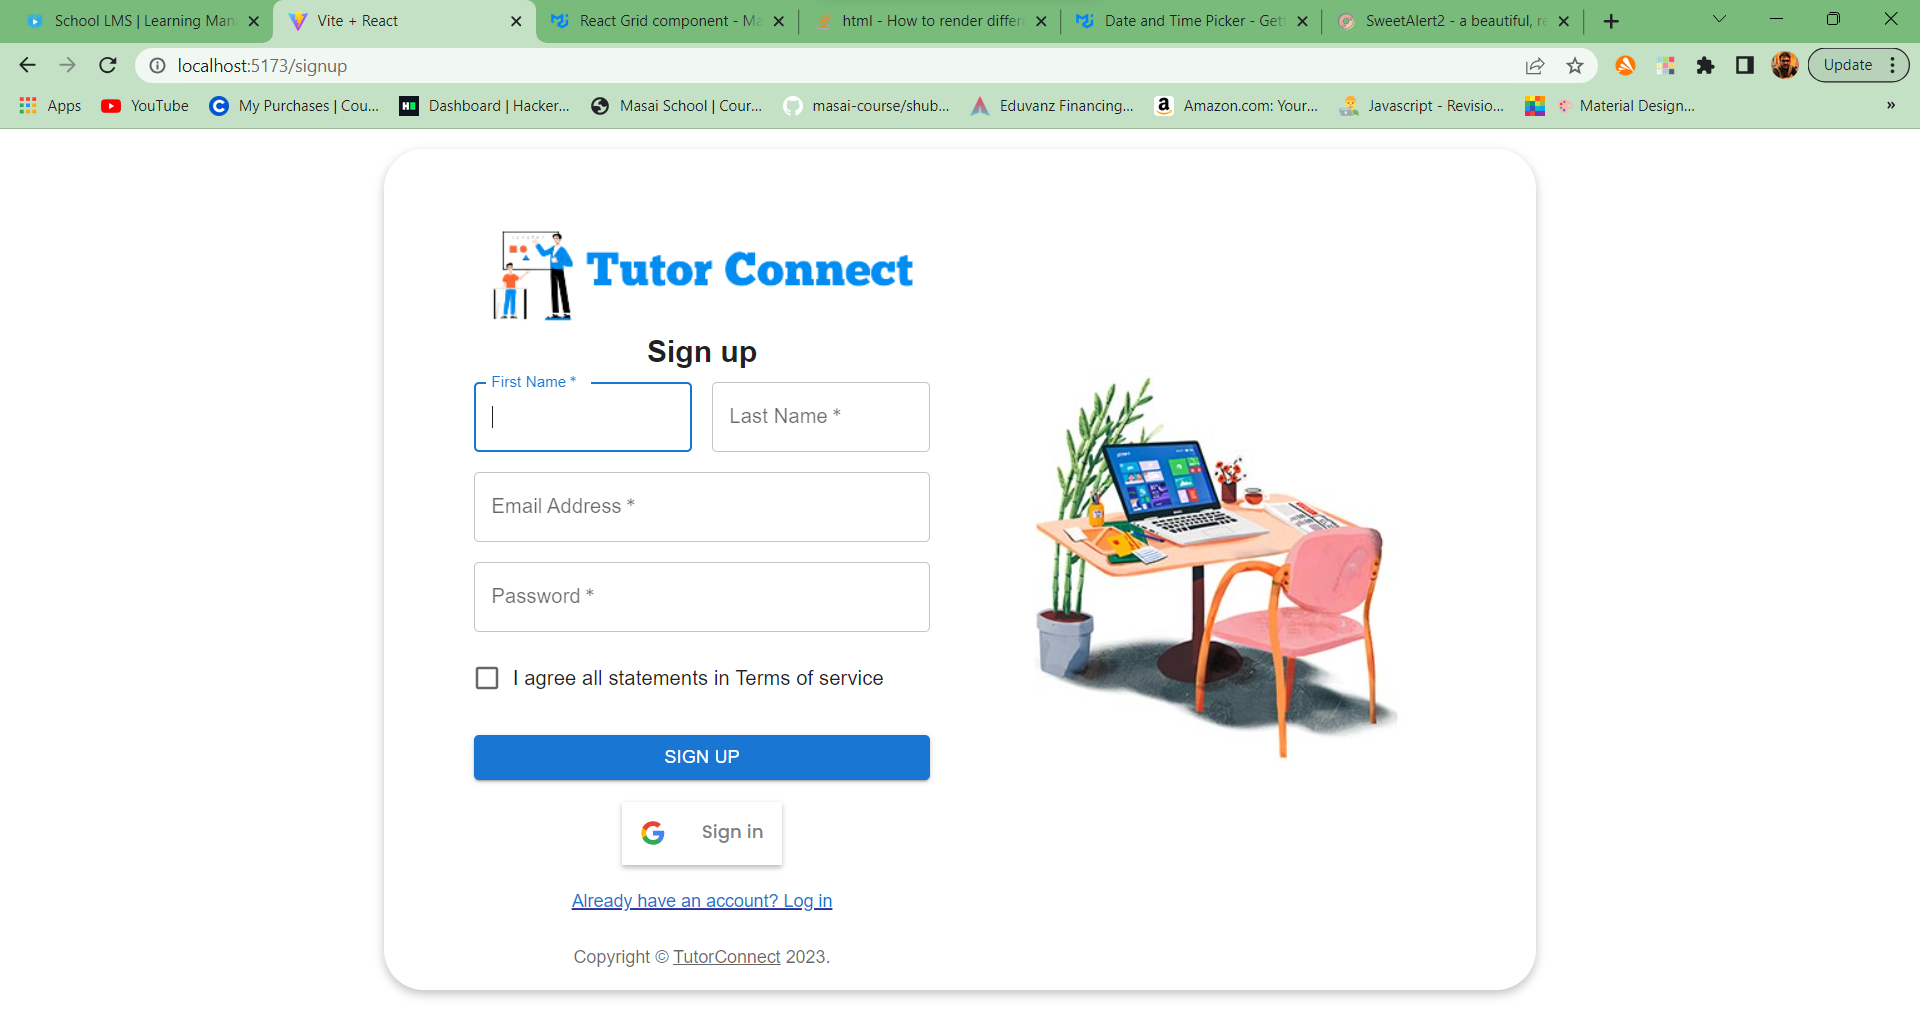 School LMS | Learning Man
Vite + React
React Grid component - Ma
html - How to render differe
Date and Time Picker - Gett
SweetAlert2 - a beautiful, re
localhost:5173/signup
Update
Apps
YouTube
My Purchases | Cou...
Dashboard | Hacker...
Masai School | Cour...
masai-course/shub...
Eduvanz Financing...
Amazon.com: Your...
Javascript - Revisio...
Material Design...
»
Tutor Connect
Sign up
First Name *
Last Name *
Email Address *
Password *
I agree all statements in Terms of service
SIGN UP
Sign in
Already have an account? Log in
Copyright © TutorConnect 2023.